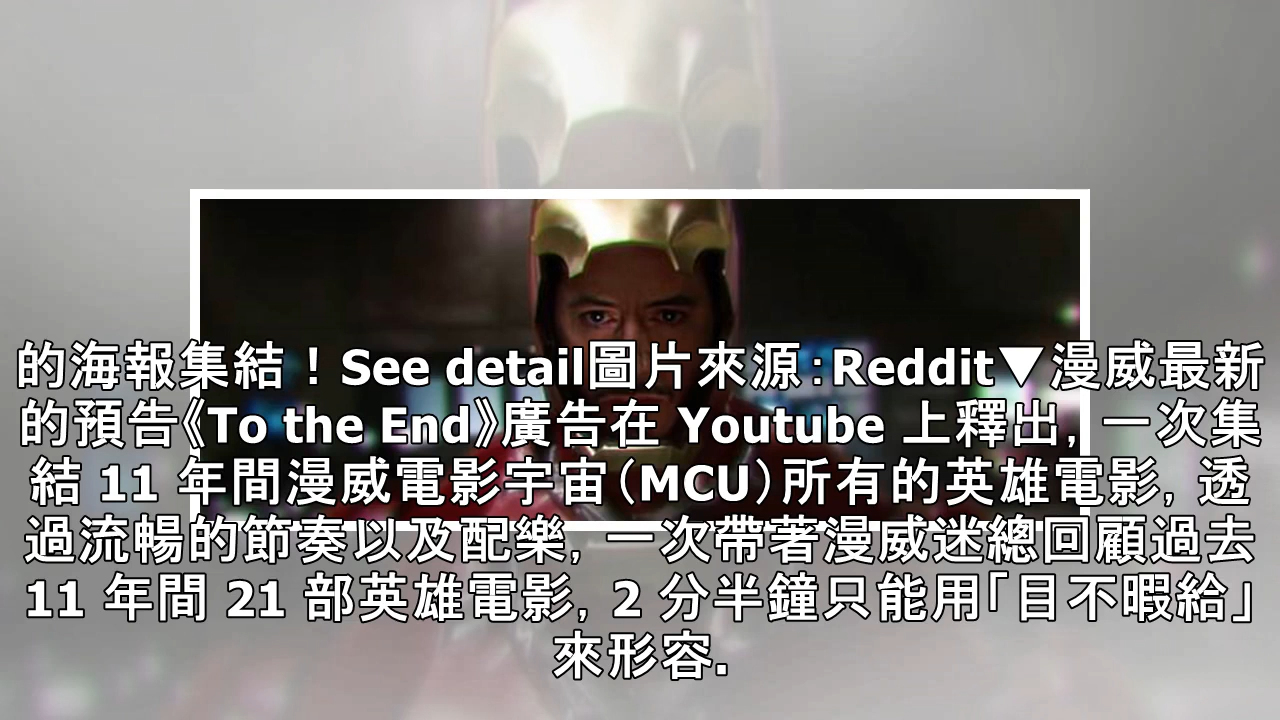 的海報集結！See detail圖片來源：Reddit▼漫威最新
的預告《To the End》廣告在 Youtube 上釋出，一次集
結 11 年間漫威電影宇宙（MCU）所有的英雄電影，透
過流暢的節奏以及配樂，一次帶著漫威迷總回顧過去
11 年間 21 部英雄電影，2 分半鐘只能用「目不暇給」
來形容.